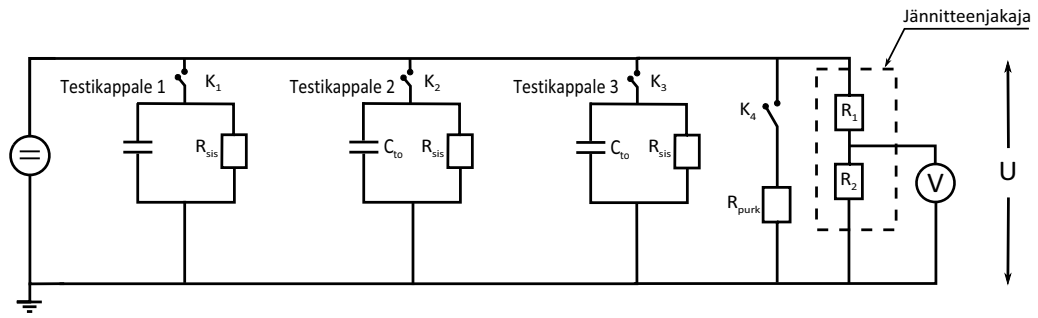 Jännitteenjakaja
Testikappale 1
K1
Testikappale 2
K2
Testikappale 3
K3
K4
R1
Rsis
Cto
Rsis
Cto
Rsis
Rpurk
R2
V
U